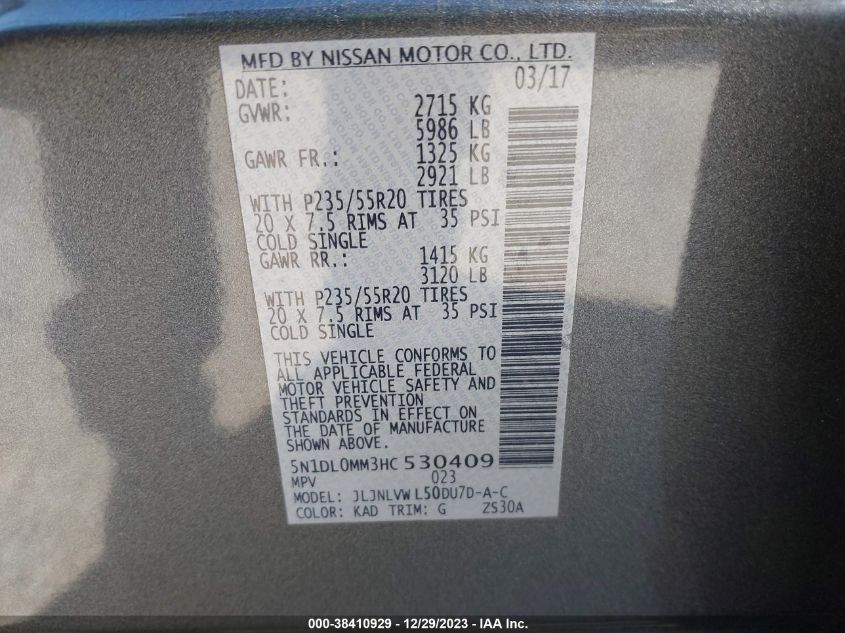 MFD BY NISSAN MOTOR CO., LTD.
DATE: 03/17
GVWR: 2715 KG
5986 LB
GAWR FR.: 1325 KG
2921 LB
WITH P235/55R20 TIRES
20 X 7.5 RIMS AT 35 PSI
COLD SINGLE
GAWR RR.: 1415 KG
3120 LB
WITH P235/55R20 TIRES
20 X 7.5 RIMS AT 35 PSI
COLD SINGLE
THIS VEHICLE CONFORMS TO
ALL APPLICABLE FEDERAL
MOTOR VEHICLE SAFETY AND
THEFT PREVENTION
STANDARDS IN EFFECT ON
THE DATE OF MANUFACTURE
SHOWN ABOVE.
5N1DL0MM3HC 530409
MPV 023
MODEL: JLJNLVW L50DU7D-A-C
COLOR: KAD TRIM: G ZS30A
000-38410929 - 12/29/2023 - IAA Inc.